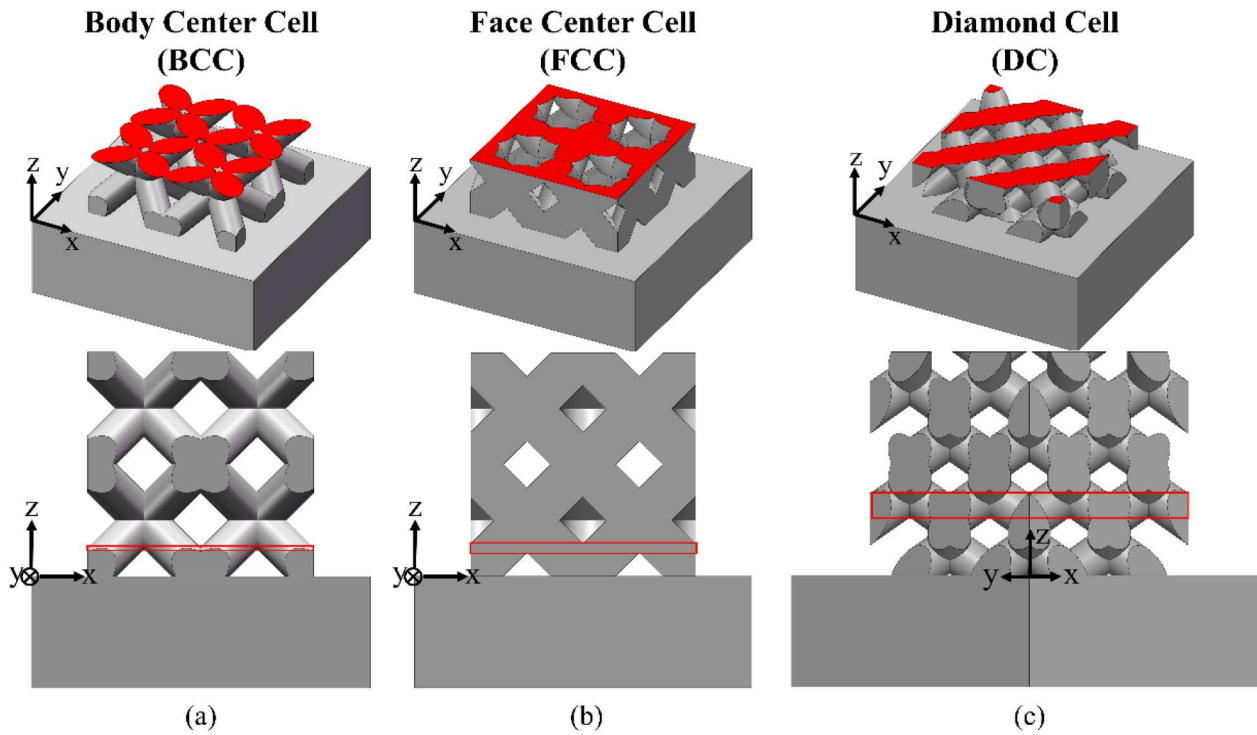 Body Center Cell
(BCC)
Face Center Cell
(FCC)
Diamond Cell
(DC)
z
y
x
z
y
x
z
y
x
z
y
x
z
y
x
z
y
x
(a)
(b)
(c)